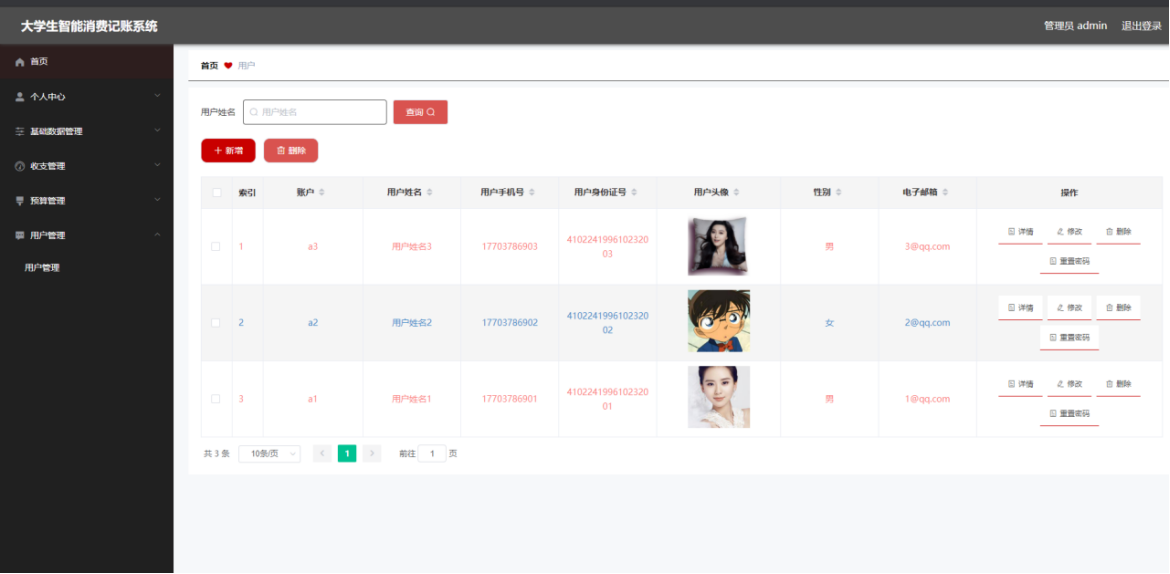 大学生智能消费记账系统
管理员 admin 退出登录
首页
个人中心
基础数据管理
收支管理
预算管理
用户管理
用户管理
首页 用户
用户姓名 用户姓名 查询
新增 删除
索引 账户 用户姓名 用户手机号 用户身份证号 用户头像 性别 电子邮箱 操作
1 a3 用户姓名3 17703786903 4102241996102320
03 男 3@qq.com 详情 修改 删除
重置密码
2 a2 用户姓名2 17703786902 4102241996102320
02 女 2@qq.com 详情 修改 删除
重置密码
3 a1 用户姓名1 17703786901 4102241996102320
01 男 1@qq.com 详情 修改 删除
重置密码
共 3 条 10条/页 1 前往 1 页